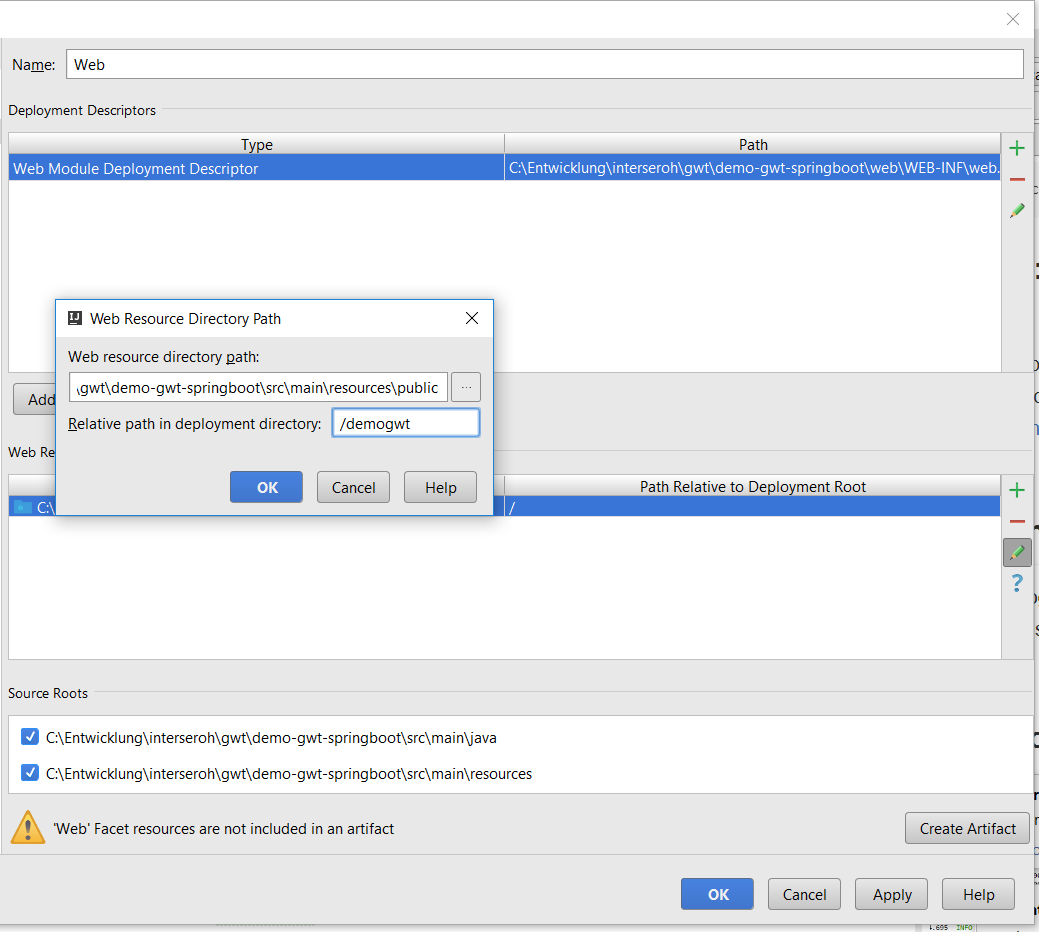 Name: Web
Deployment Descriptors
Type Path
Web Module Deployment Descriptor C:\Entwicklung\interseroh\gwt\demo-gwt-springboot\web\WEB-INF\web.
Web Resource Directory Path
Web resource directory path:
\gwt\demo-gwt-springboot\src\main\resources\public ...
Relative path in deployment directory: /demogwt
OK Cancel Help
Add
Web Re
Path Relative to Deployment Root
C:\ /
?
Source Roots
C:\Entwicklung\interseroh\gwt\demo-gwt-springboot\src\main\java
C:\Entwicklung\interseroh\gwt\demo-gwt-springboot\src\main\resources
'Web' Facet resources are not included in an artifact Create Artifact
OK Cancel Apply Help